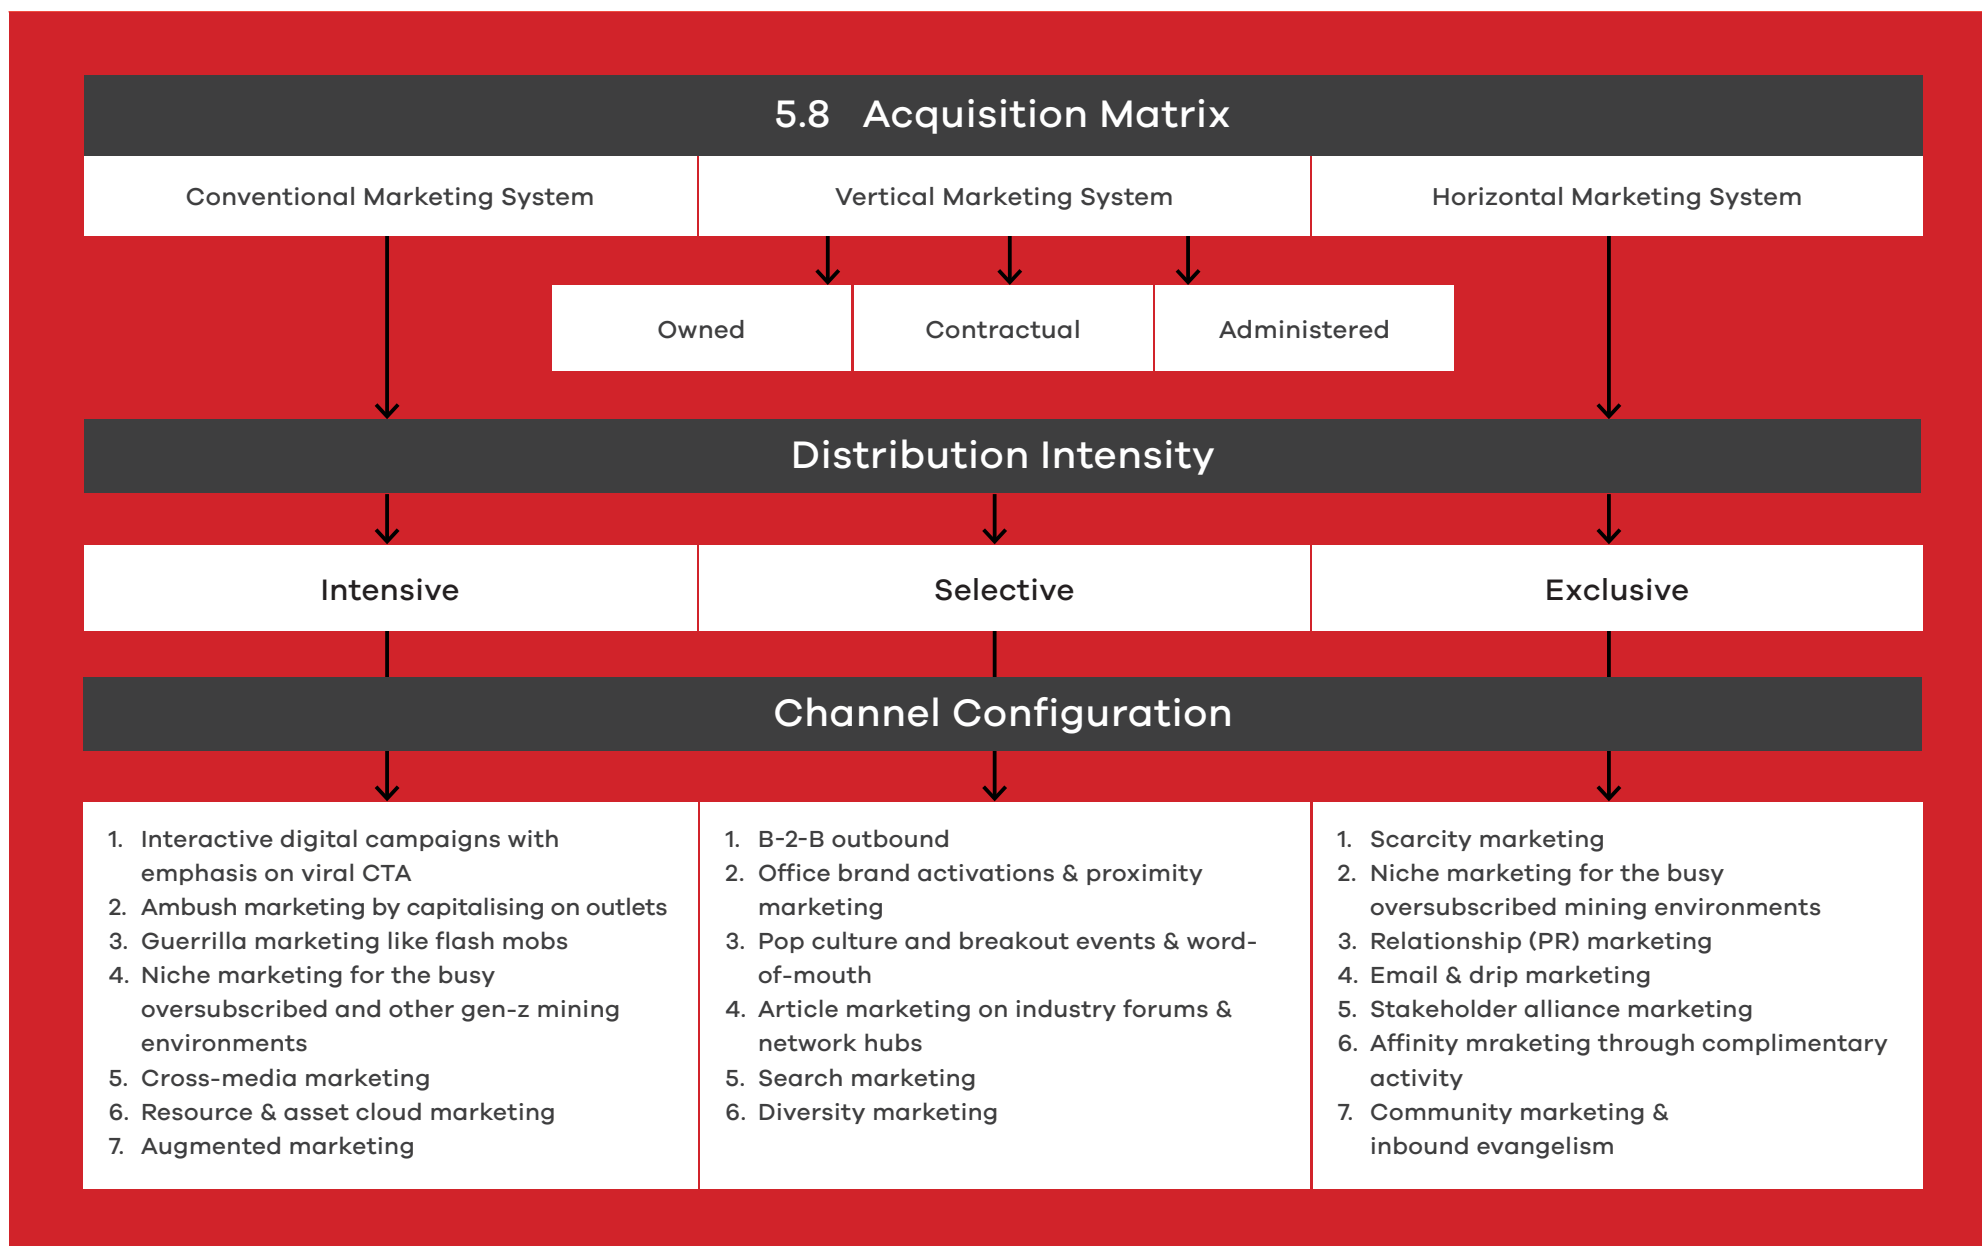 5.8 Acquisition Matrix
Conventional Marketing System
Vertical Marketing System
Horizontal Marketing System
Owned
Contractual
Administered
Distribution Intensity
Intensive
Selective
Exclusive
Channel Configuration
1. Interactive digital campaigns with
emphasis on viral CTA
2. Ambush marketing by capitalising on outlets
3. Guerrilla marketing like flash mobs
4. Niche marketing for the busy
oversubscribed and other gen-z mining
environments
5. Cross-media marketing
6. Resource & asset cloud marketing
7. Augmented marketing
1. B-2-B outbound
2. Office brand activations & proximity
marketing
3. Pop culture and breakout events & word-
of-mouth
4. Article marketing on industry forums &
network hubs
5. Search marketing
6. Diversity marketing
1. Scarcity marketing
2. Niche marketing for the busy
oversubscribed mining environments
3. Relationship (PR) marketing
4. Email & drip marketing
5. Stakeholder alliance marketing
6. Affinity mraketing through complimentary
activity
7. Community marketing &
inbound evangelism